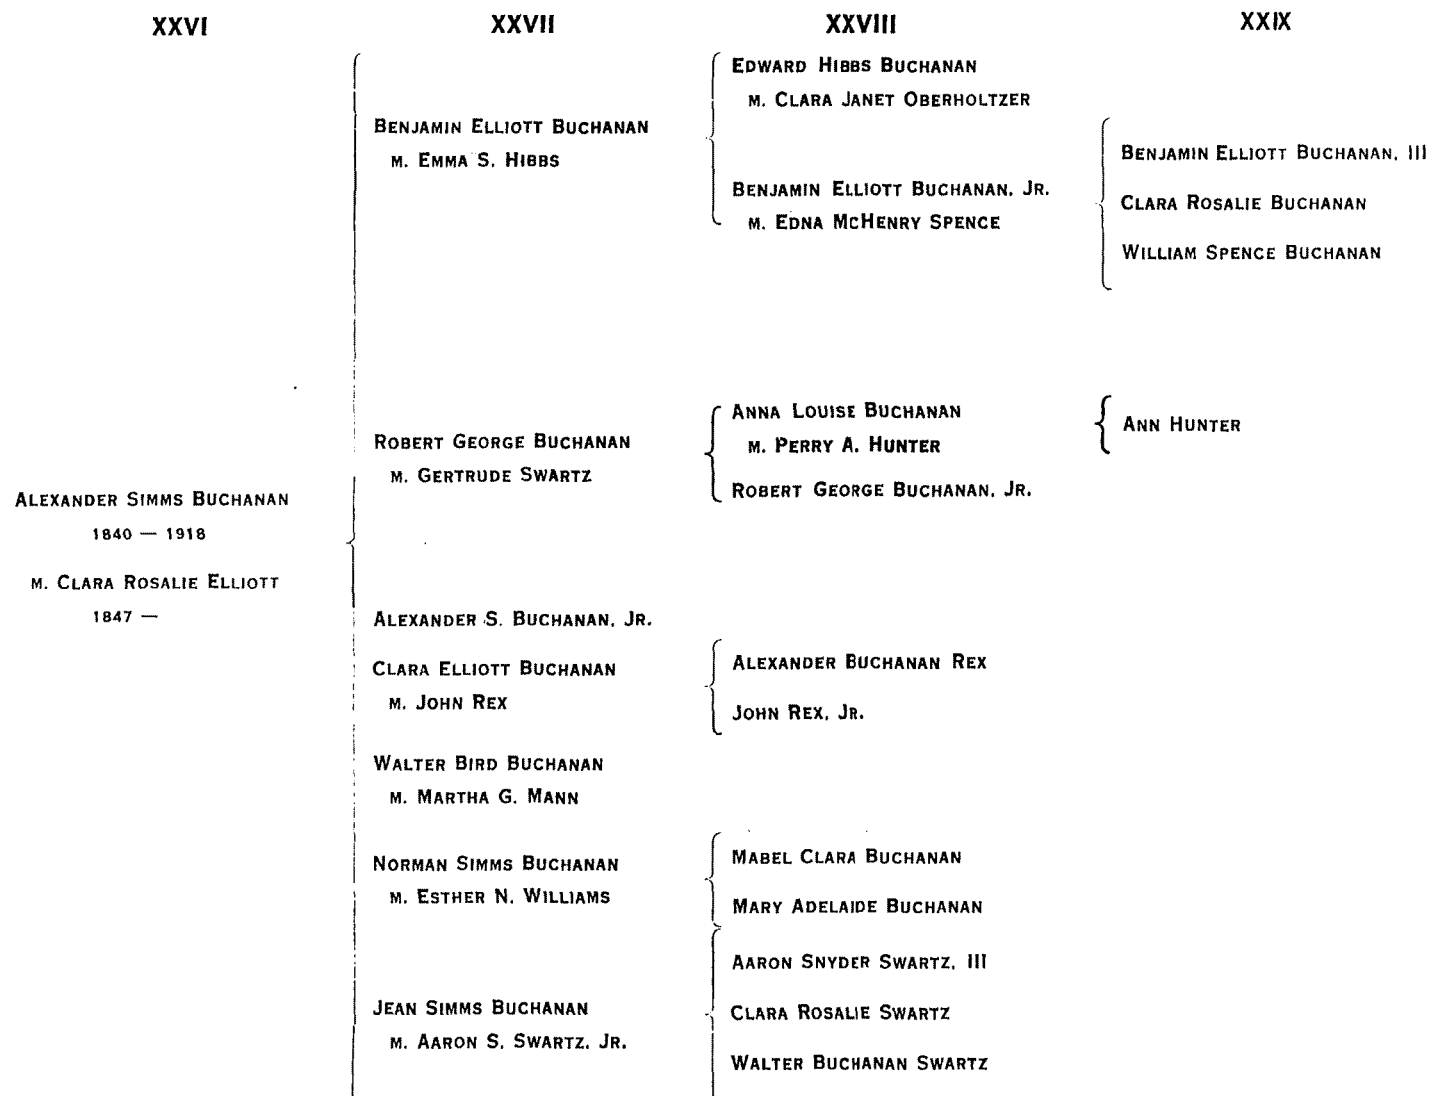 XXVI
XXVII
XXVIII
XXIX
ALEXANDER SIMMS BUCHANAN
1840 — 1918
M. CLARA ROSALIE ELLIOTT
1847 —
BENJAMIN ELLIOTT BUCHANAN
M. EMMA S. HIBBS
ROBERT GEORGE BUCHANAN
M. GERTRUDE SWARTZ
ALEXANDER S. BUCHANAN, JR.
CLARA ELLIOTT BUCHANAN
M. JOHN REX
WALTER BIRD BUCHANAN
M. MARTHA G. MANN
NORMAN SIMMS BUCHANAN
M. ESTHER N. WILLIAMS
JEAN SIMMS BUCHANAN
M. AARON S. SWARTZ, JR.
EDWARD HIBBS BUCHANAN
M. CLARA JANET OBERHOLTZER
BENJAMIN ELLIOTT BUCHANAN, JR.
M. EDNA MCHENRY SPENCE
ANNA LOUISE BUCHANAN
M. PERRY A. HUNTER
ROBERT GEORGE BUCHANAN, JR.
ALEXANDER BUCHANAN REX
JOHN REX, JR.
MABEL CLARA BUCHANAN
MARY ADELAIDE BUCHANAN
AARON SNYDER SWARTZ, III
CLARA ROSALIE SWARTZ
WALTER BUCHANAN SWARTZ
BENJAMIN ELLIOTT BUCHANAN, III
CLARA ROSALIE BUCHANAN
WILLIAM SPENCE BUCHANAN
ANN HUNTER